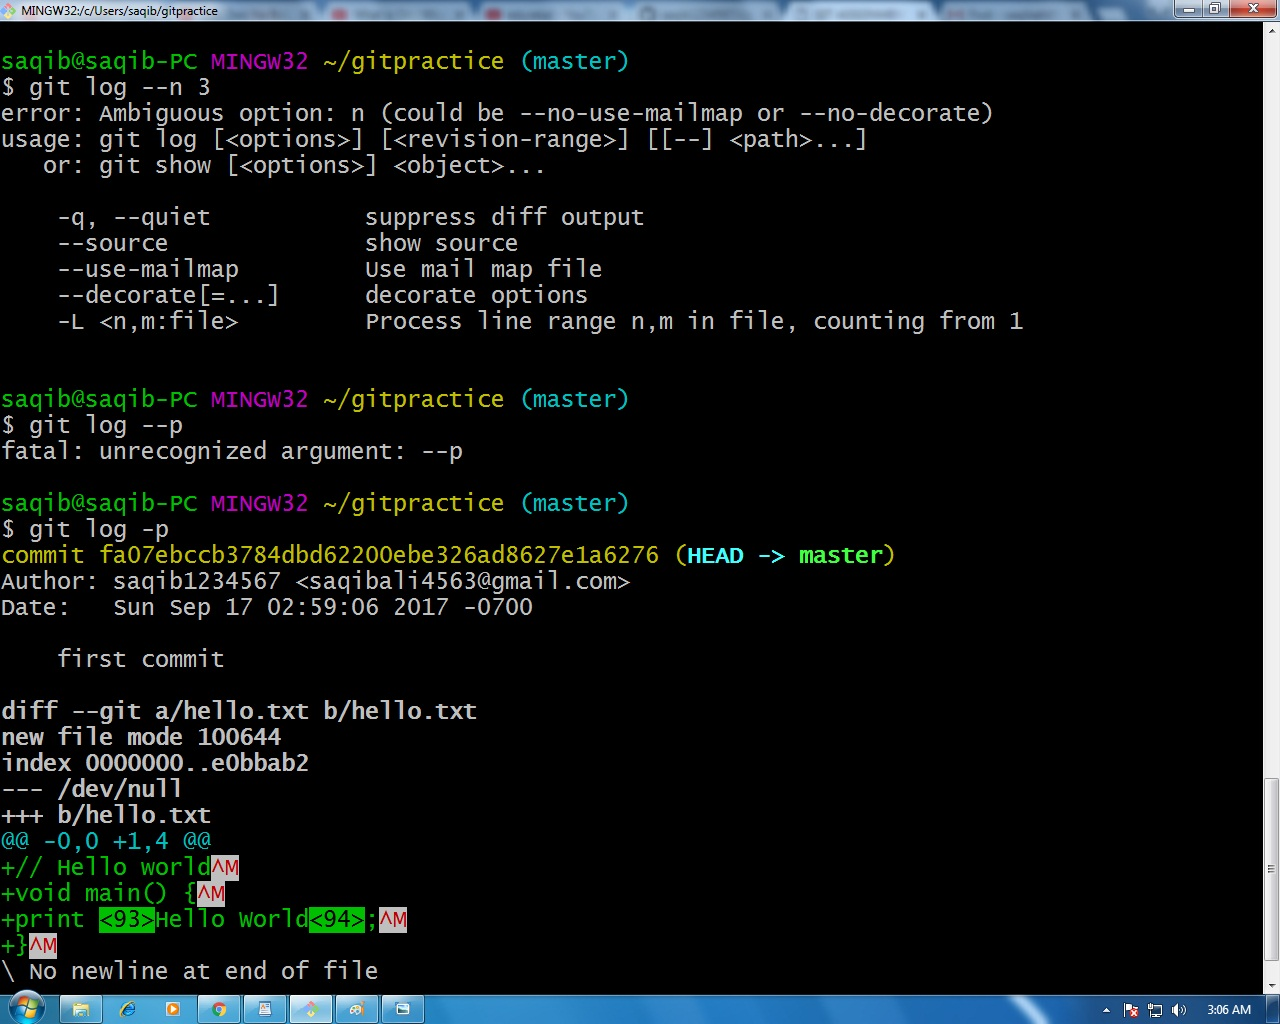 MINGW32:/c/Users/saqib/gitpractice
saqib@saqib-PC MINGW32 ~/gitpractice (master)
$ git log --n 3
error: Ambiguous option: n (could be --no-use-mailmap or --no-decorate)
usage: git log [<options>] [<revision-range>] [[--] <path>...]
   or: git show [<options>] <object>...
    -q, --quiet           suppress diff output
    --source              show source
    --use-mailmap         Use mail map file
    --decorate[=...]      decorate options
    -L <n,m:file>         Process line range n,m in file, counting from 1
saqib@saqib-PC MINGW32 ~/gitpractice (master)
$ git log --p
fatal: unrecognized argument: --p
saqib@saqib-PC MINGW32 ~/gitpractice (master)
$ git log -p
commit fa07ebccb3784dbd62200ebe326ad8627e1a6276 (HEAD -> master)
Author: saqib1234567 <saqibali4563@gmail.com>
Date:   Sun Sep 17 02:59:06 2017 -0700
    first commit
diff --git a/hello.txt b/hello.txt
new file mode 100644
index 0000000..e0bbab2
--- /dev/null
+++ b/hello.txt
@@ -0,0 +1,4 @@
+// Hello world^M
+void main() {^M
+print <93>Hello World<94>;^M
+}^M
\ No newline at end of file
3:06 AM